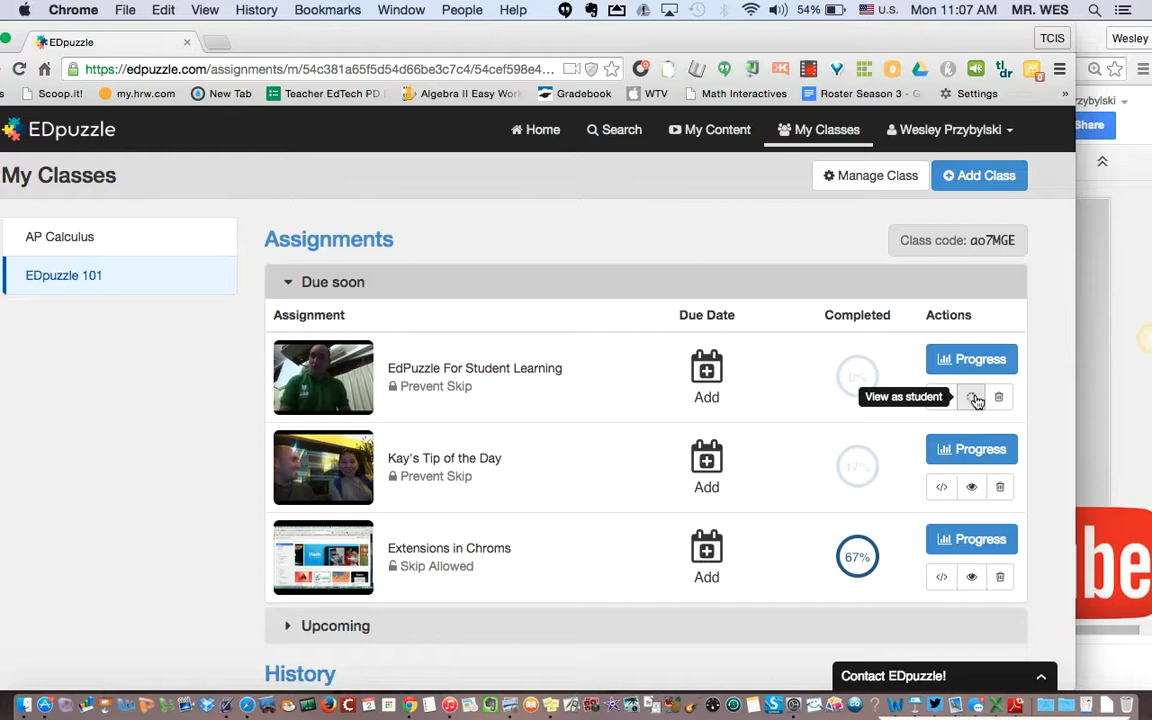 Chrome File Edit View History Bookmarks Window People Help 54% U.S. Mon 11:07 AM MR. WES
EDpuzzle TCIS Wesley
https://edpuzzle.com/assignments/m/54c381a65f5d54d66be3c7c4/54cef598e4...
Scoop.it! my.hrw.com New Tab Teacher EdTech PD Algebra II Easy Work Gradebook WTV Math Interactives Roster Season 3 - G Settings »
zybylski
EDpuzzle Home Search My Content My Classes Wesley Przybylski Share
My Classes Manage Class Add Class
AP Calculus
EDpuzzle 101
Assignments Class code: ao7MGE
Due soon
Assignment Due Date Completed Actions
EdPuzzle For Student Learning
Prevent Skip
Add
0%
Progress
View as student
Kay's Tip of the Day
Prevent Skip
Add
17%
Progress
</>
Extensions in Chroms
Skip Allowed
Add
67%
Progress
</>
Upcoming
History
Contact EDpuzzle!
be